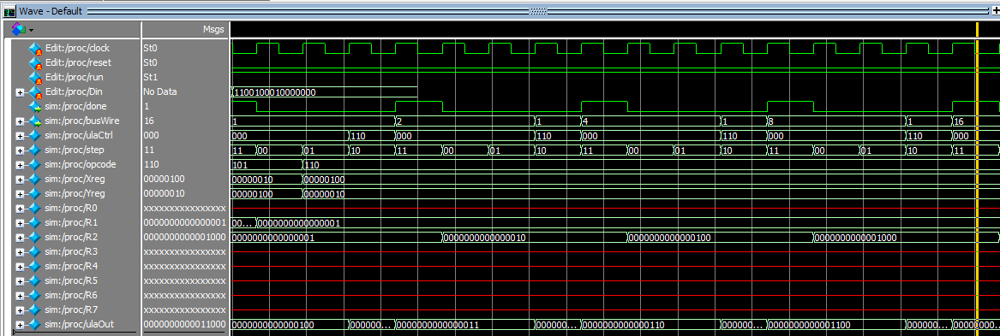 Wave - Default
Msgs
Edit:/proc/clock St0
Edit:/proc/reset St0
Edit:/proc/run St1
Edit:/proc/Din No Data 1100100010000000
sim:/proc/done 1
sim:/proc/busWire 16 1 2 1 4 1 8 1 16
sim:/proc/ulaCtrl 000 000 110 000 110 000 110 000 110 000
sim:/proc/step 11 11 00 01 10 11 00 01 10 11 00 01 10 11 00 01 10 11
sim:/proc/opcode 110 101 110
sim:/proc/Xreg 00000100 00000010 00000100
sim:/proc/Yreg 00000010 00000100 00000010
sim:/proc/R0 xxxxxxxxxxxxxxxx
sim:/proc/R1 0000000000000001 00... 0000000000000001
sim:/proc/R2 0000000000001000 0000000000000001 0000000000000010 0000000000000100 0000000000001000
sim:/proc/R3 xxxxxxxxxxxxxxxx
sim:/proc/R4 xxxxxxxxxxxxxxxx
sim:/proc/R5 xxxxxxxxxxxxxxxx
sim:/proc/R6 xxxxxxxxxxxxxxxx
sim:/proc/R7 xxxxxxxxxxxxxxxx
sim:/proc/ulaOut 0000000000011000 0000000000000100 000000... 0000000000000011 000000... 0000000000000110 000000... 0000000000001100 000000...